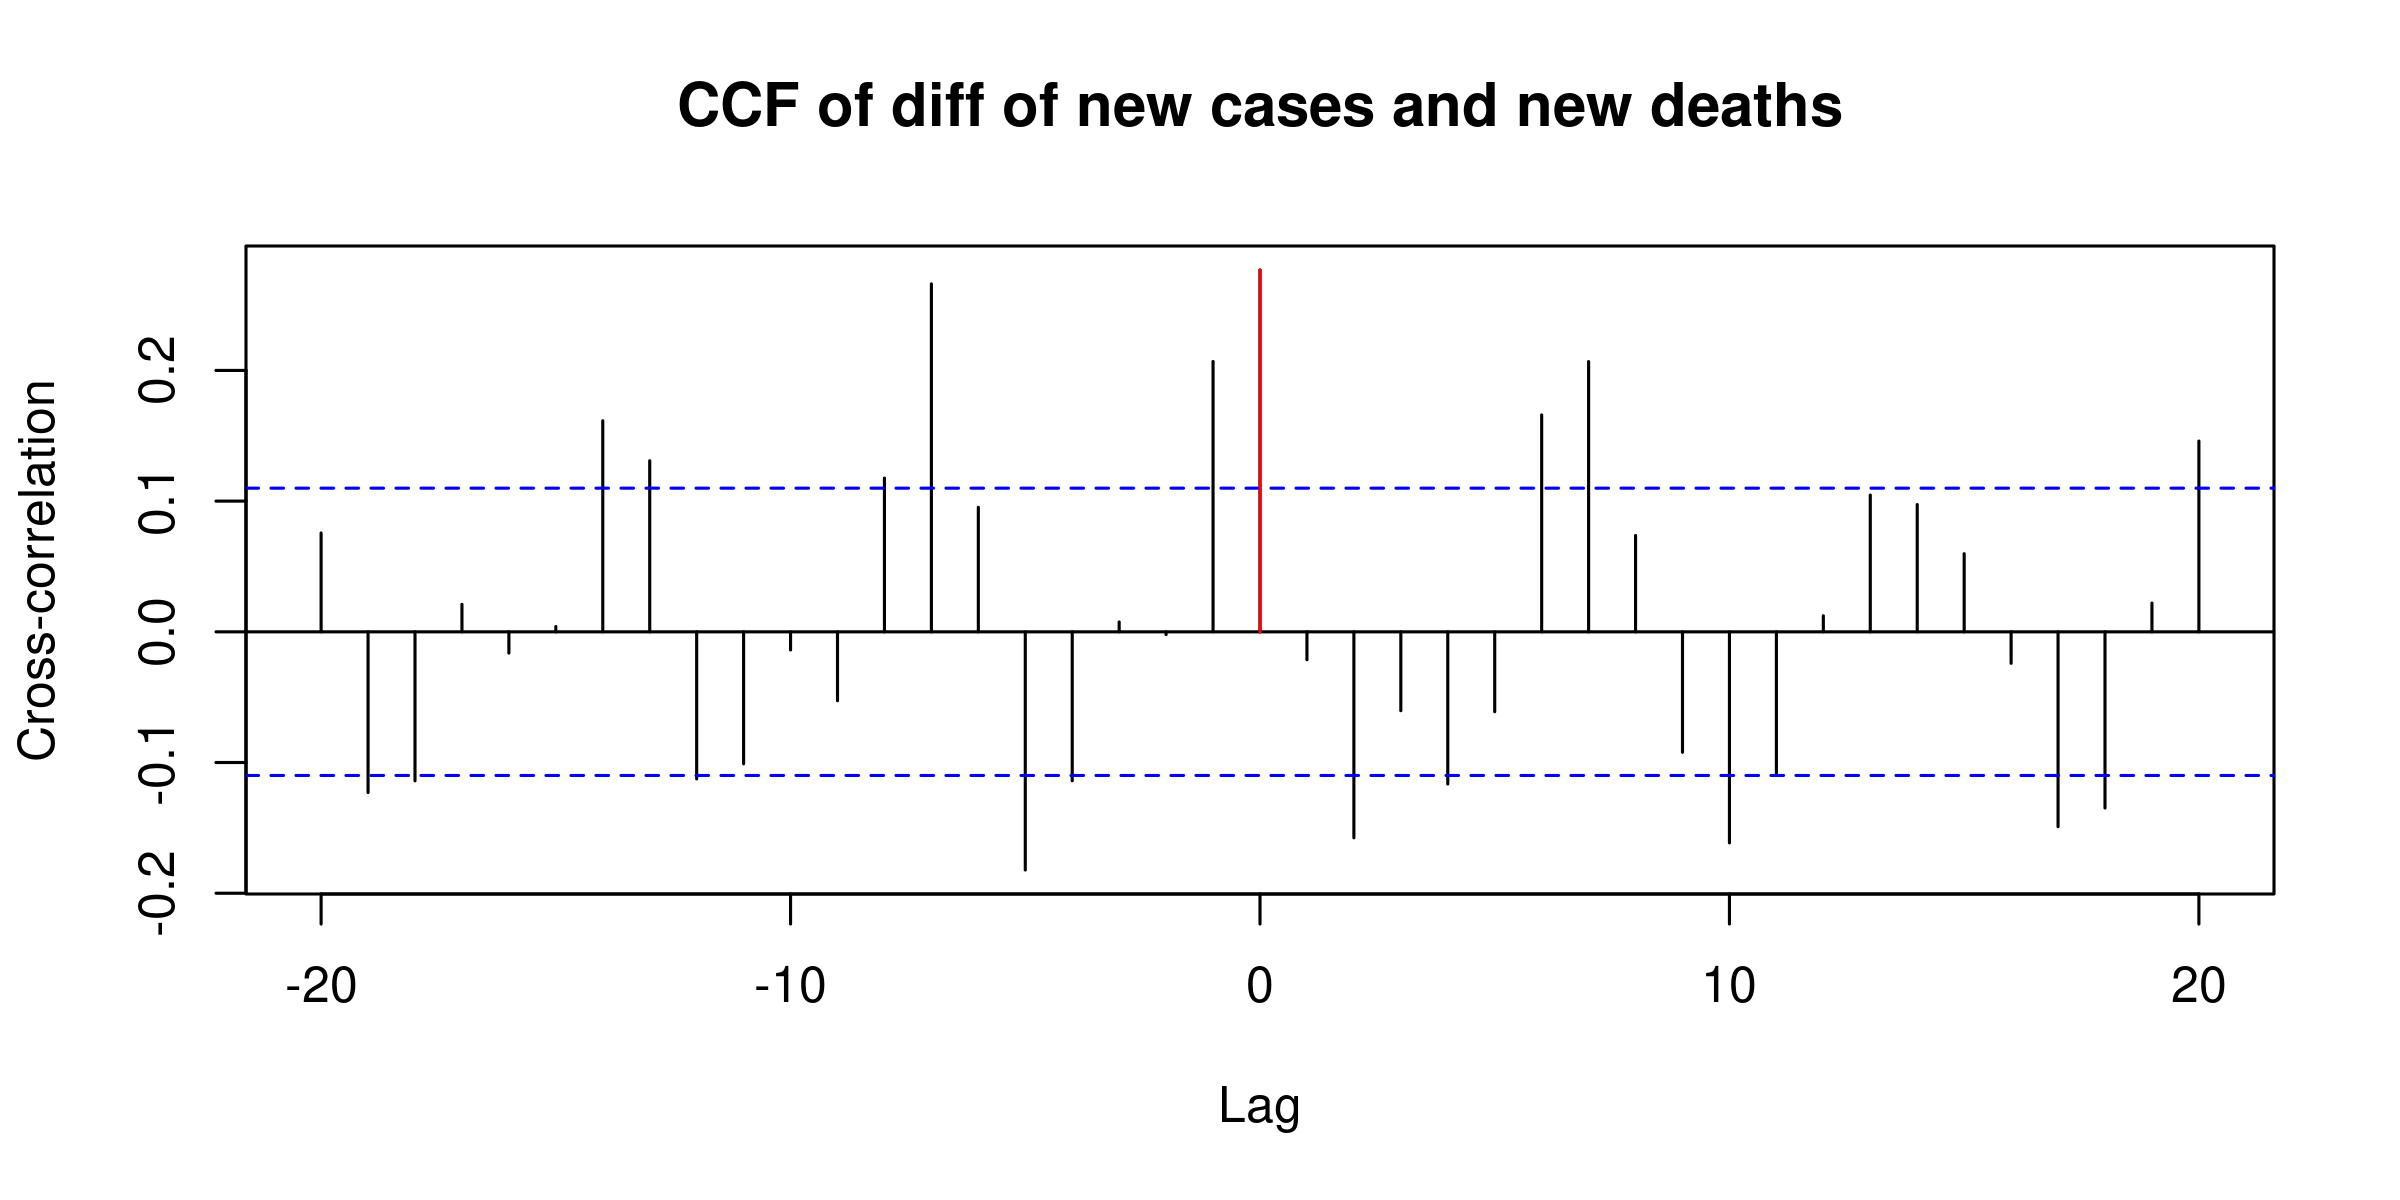 CCF of diff of new cases and new deaths
Cross-correlation
0.2
0.1
0.0
-0.1
-0.2
-20 -10 0 10 20
Lag